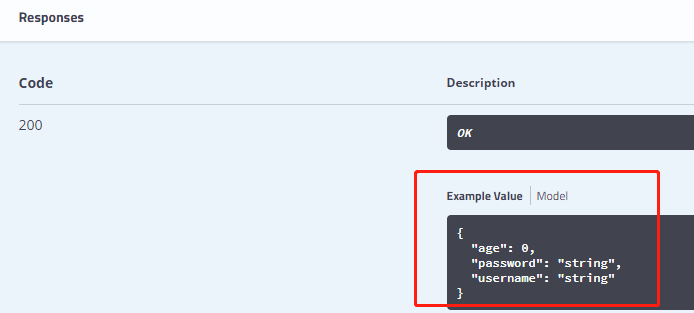 Responses
Code Description
200
OK
Example Value Model
{
"age": 0,
"password": "string",
"username": "string"
}